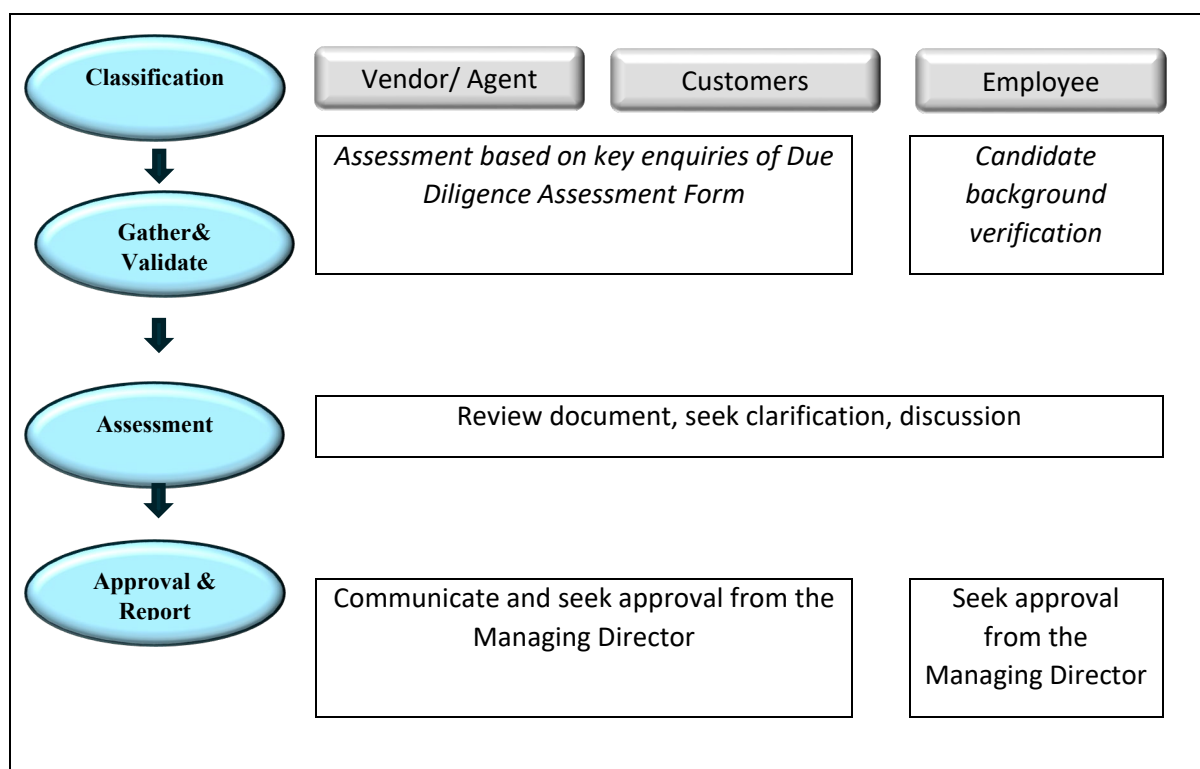 Classification
Vendor/ Agent
Customers
Employee
Assessment based on key enquiries of Due
Diligence Assessment Form
Candidate
background
verification
Gather&
Validate
Assessment
Review document, seek clarification, discussion
Approval &
Report
Communicate and seek approval from the
Managing Director
Seek approval
from the
Managing Director